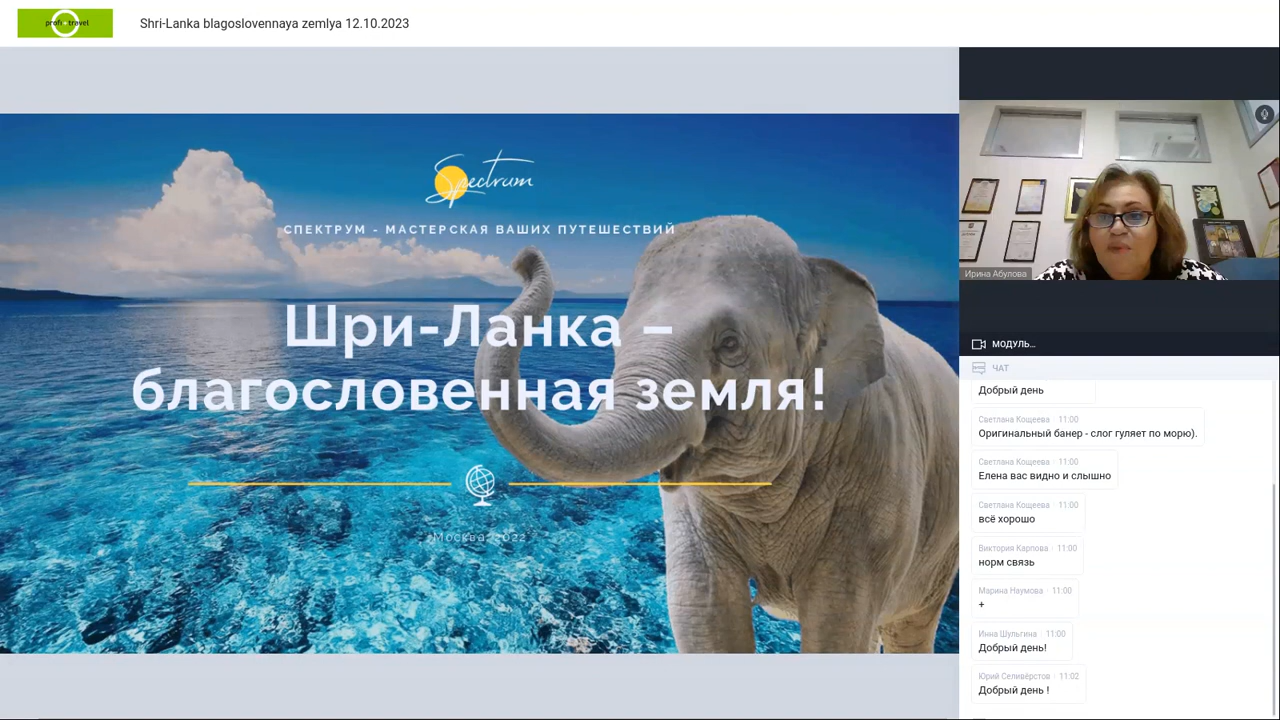 profi travel
Shri-Lanka blagoslovennaya zemlya 12.10.2023
Spectrum
СПЕКТРУМ - МАСТЕРСКАЯ ВАШИХ ПУТЕШЕСТВИЙ
Шри-Ланка –
благословенная земля!
Москва 2022
Ирина Абулова
МОДУЛЬ...
ЧАТ
Добрый день
Светлана Кощеева · 11:00
Оригинальный банер - слог гуляет по морю).
Светлана Кощеева · 11:00
Елена вас видно и слышно
Светлана Кощеева · 11:00
всё хорошо
Виктория Карпова · 11:00
норм связь
Марина Наумова · 11:00
+
Инна Шульгина · 11:00
Добрый день!
Юрий Селивёрстов · 11:02
Добрый день !